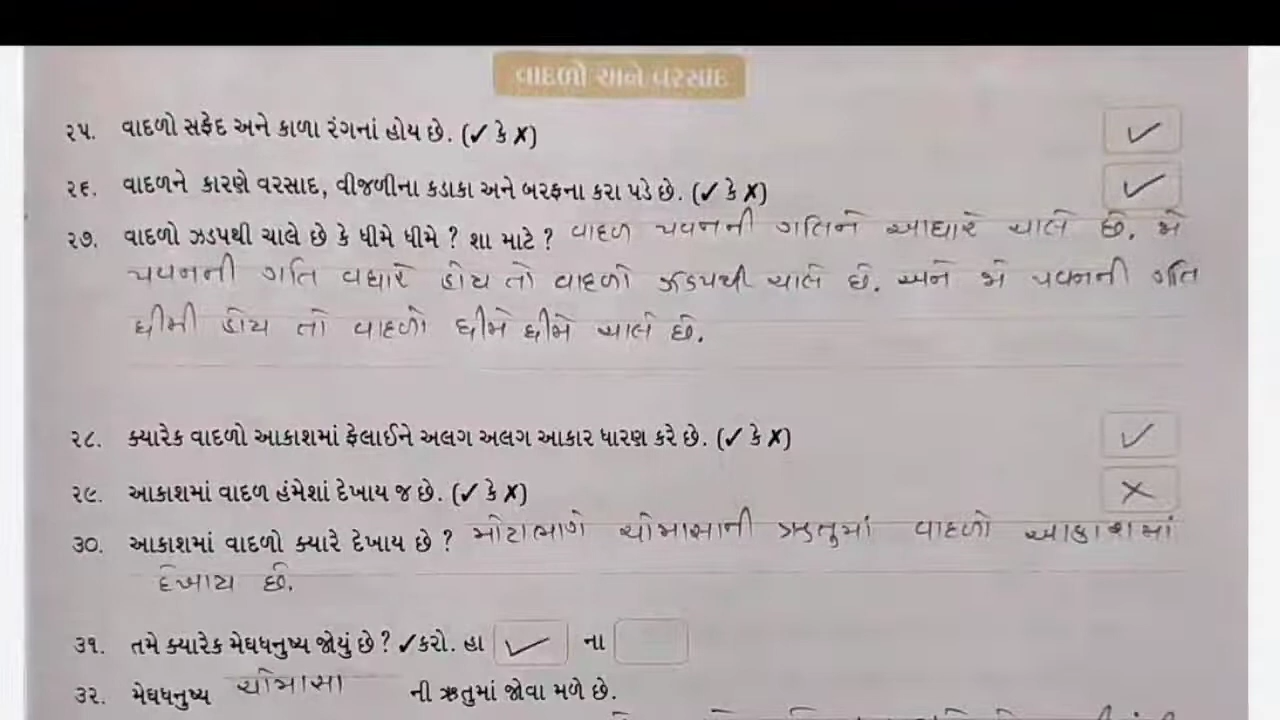 વાદળો અને વરસાદ
૨૫. વાદળો સફેદ અને કાળા રંગનાં હોય છે. (✓ કે ✗) ✓
૨૬. વાદળને કારણે વરસાદ, વીજળીના કડાકા અને બરફના કરા પડે છે. (✓ કે ✗) ✓
૨૭. વાદળો ઝડપથી ચાલે છે કે ધીમે ધીમે ? શા માટે ? વાદળ પવનની ગતિને આધારે ચાલે છે. જો
પવનની ગતિ વધારે હોય તો વાદળો ઝડપથી ચાલે છે. અને જો પવનની ગતિ
ધીમી હોય તો વાદળો ધીમે ધીમે ચાલે છે.
૨૮. ક્યારેક વાદળો આકાશમાં ફેલાઈને અલગ અલગ આકાર ધારણ કરે છે. (✓ કે ✗) ✓
૨૯. આકાશમાં વાદળ હંમેશાં દેખાય જ છે. (✓ કે ✗) ✗
૩૦. આકાશમાં વાદળો ક્યારે દેખાય છે ? મોટાભાગે ચોમાસાની ઋતુમાં વાદળો આકાશમાં
દેખાય છે.
૩૧. તમે ક્યારેક મેઘધનુષ્ય જોયું છે ? ✓ કરો. હા ✓ ના
૩૨. મેઘધનુષ્ય ચોમાસા ની ઋતુમાં જોવા મળે છે.